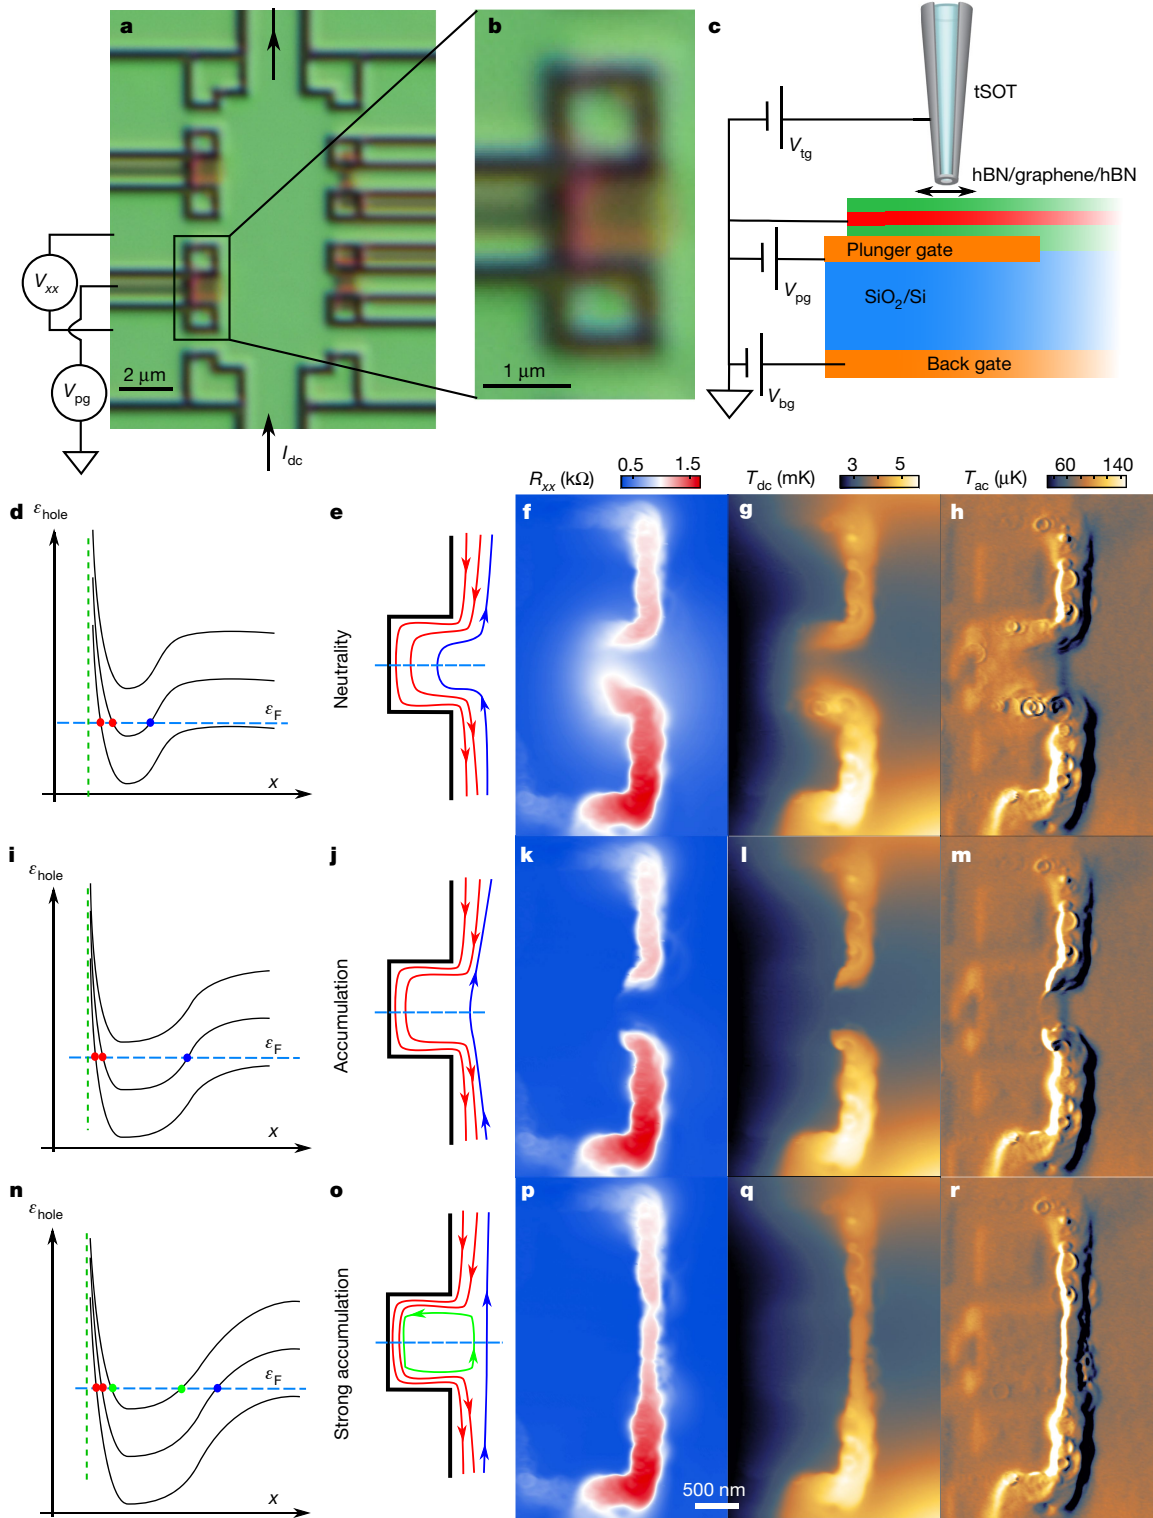 a
b
c
tSOT
V_tg
hBN/graphene/hBN
Plunger gate
V_xx
V_pg
SiO2/Si
2 μm
1 μm
V_pg
Back gate
V_bg
I_dc
R_xx (kΩ)
0.5
1.5
T_dc (mK)
3
5
T_ac (μK)
60
140
d
ε_hole
e
f
g
h
Neutrality
ε_F
x
i
ε_hole
j
k
l
m
Accumulation
ε_F
x
n
ε_hole
o
p
q
r
Strong accumulation
ε_F
x
500 nm